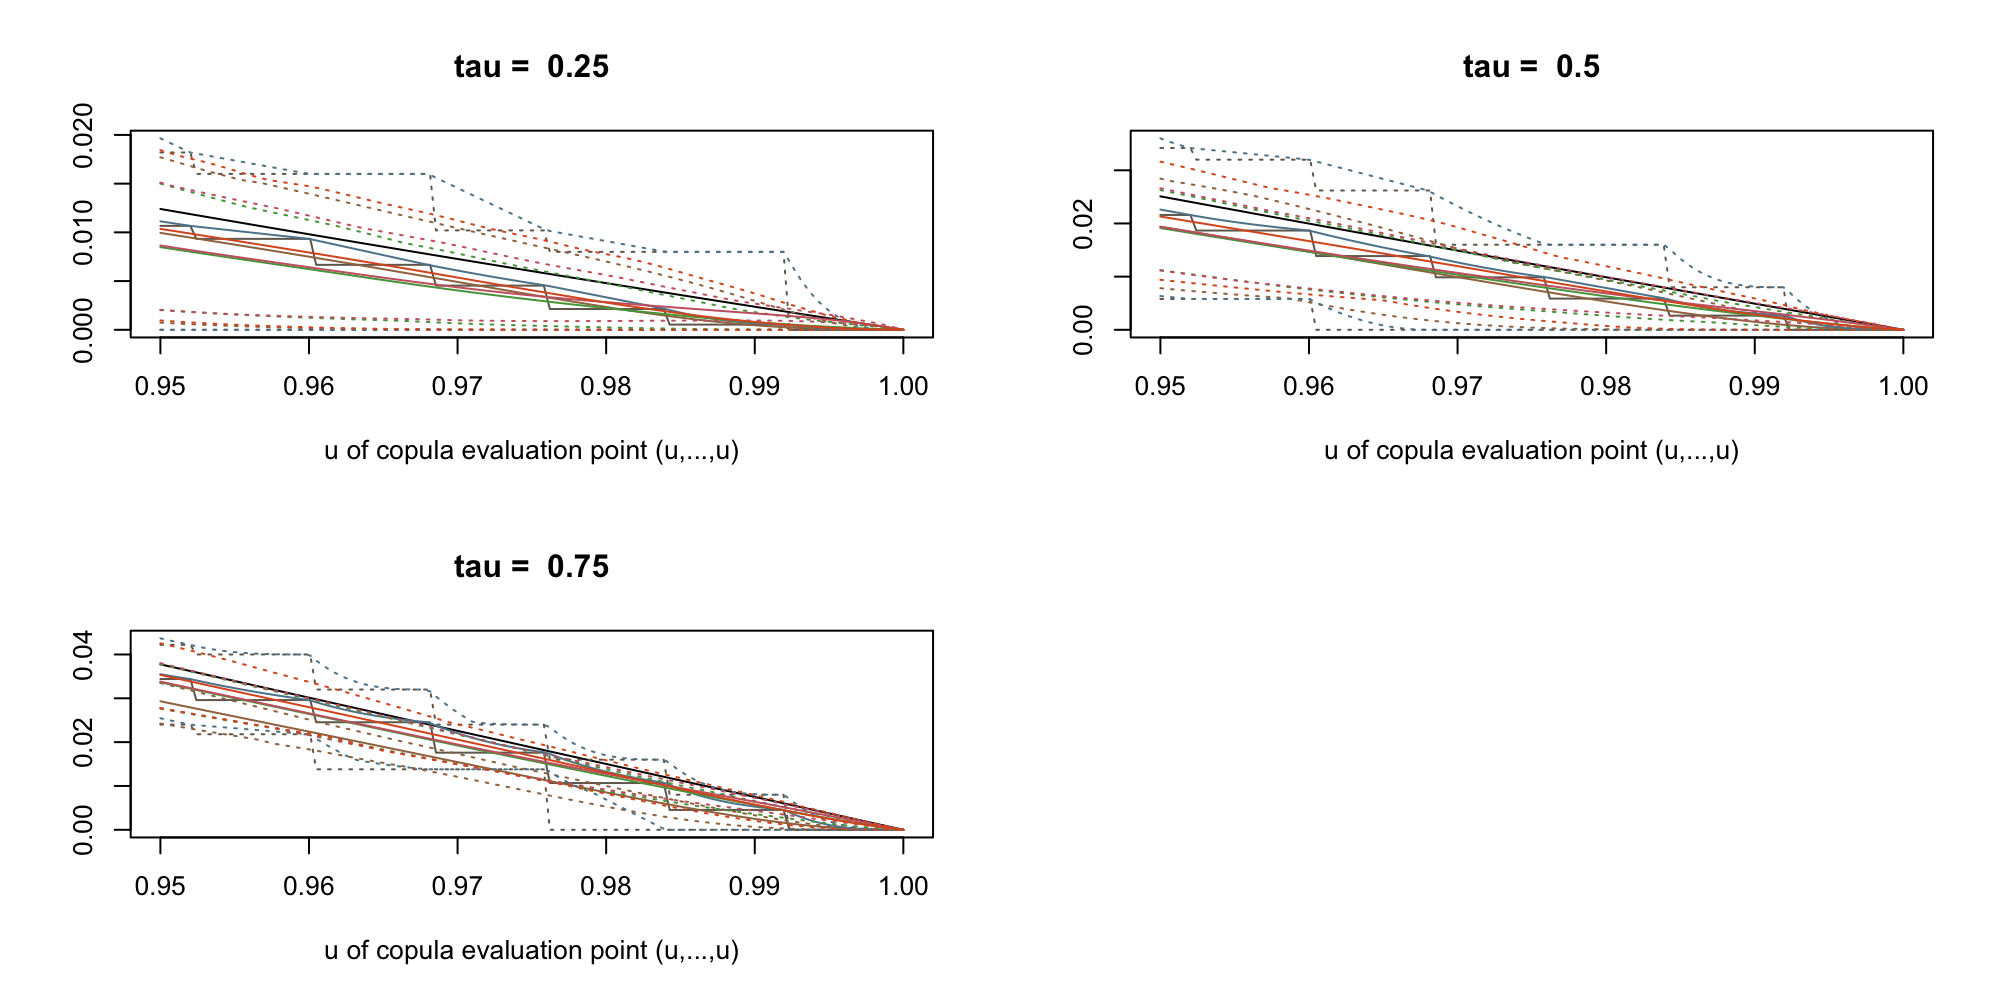 tau =  0.25
0.020
0.010
0.000
0.95 0.96 0.97 0.98 0.99 1.00
u of copula evaluation point (u,...,u)
tau =  0.5
0.02
0.00
0.95 0.96 0.97 0.98 0.99 1.00
u of copula evaluation point (u,...,u)
tau =  0.75
0.04
0.02
0.00
0.95 0.96 0.97 0.98 0.99 1.00
u of copula evaluation point (u,...,u)